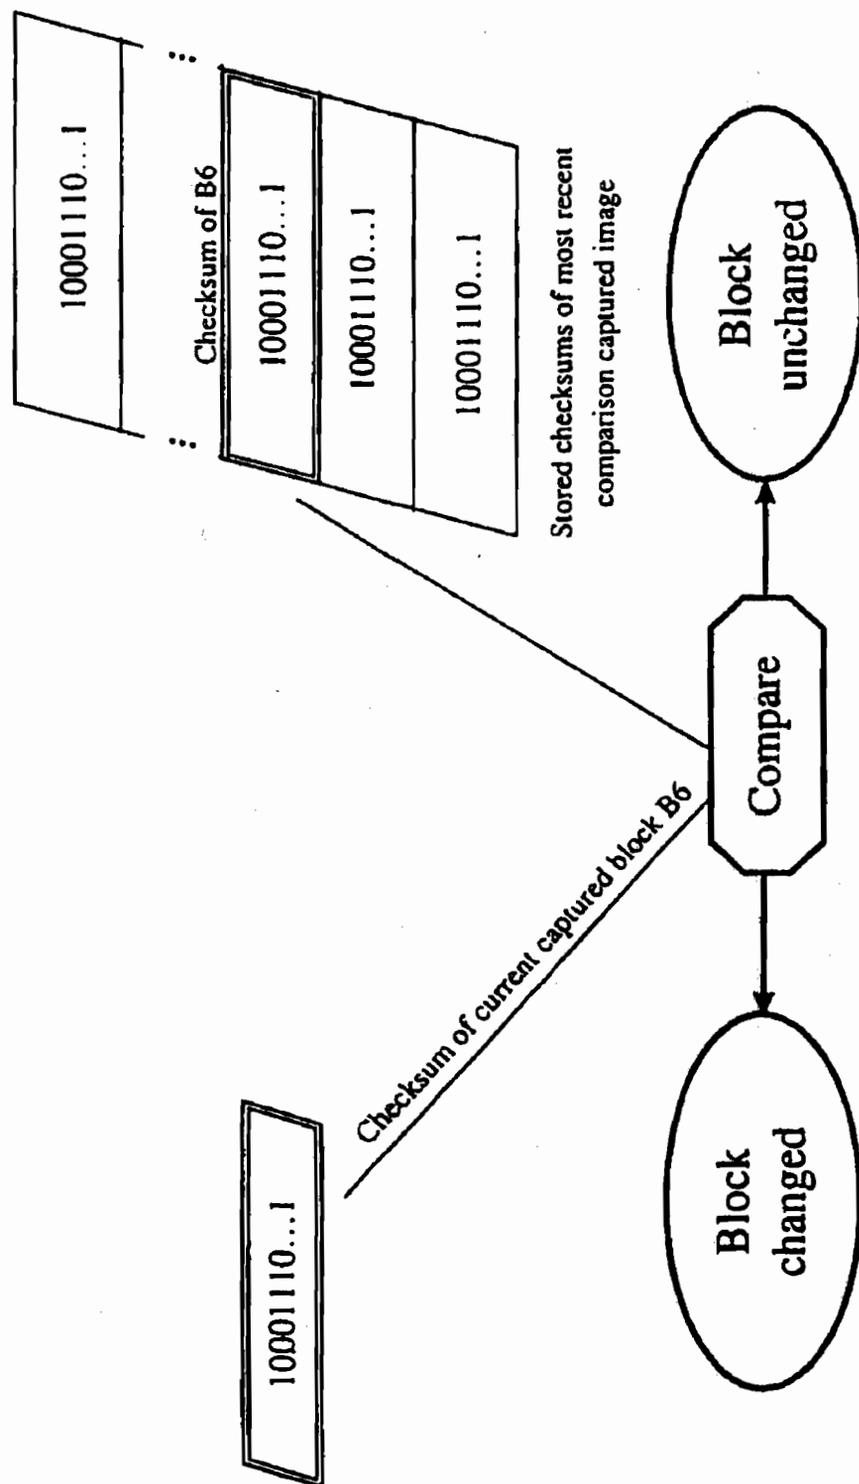 10001110...1
⋮ ⋮
Checksum of B6
10001110...1
10001110...1
10001110...1
10001110...1
Stored checksums of most recent
comparison captured image
Checksum of current captured block B6
Block
changed
Compare
Block
unchanged